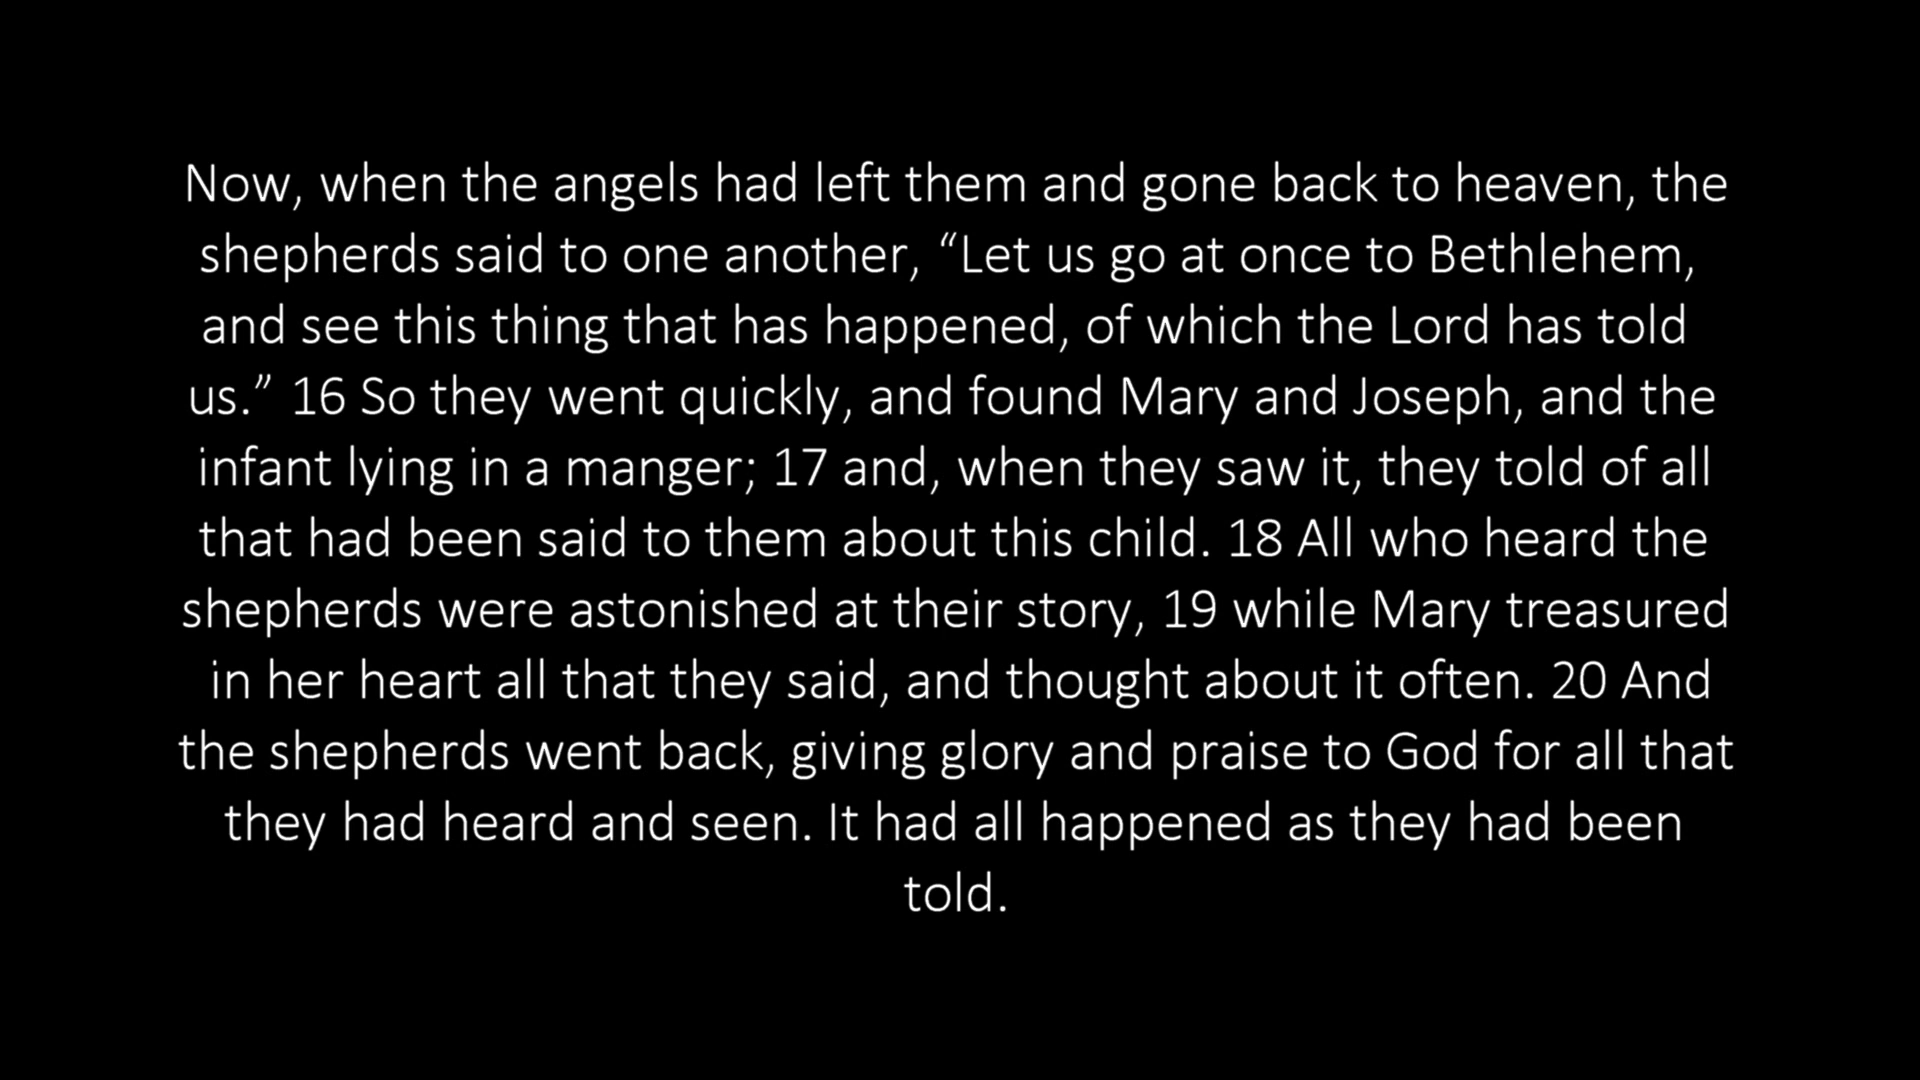 Now, when the angels had left them and gone back to heaven, the
shepherds said to one another, “Let us go at once to Bethlehem,
and see this thing that has happened, of which the Lord has told
us.” 16 So they went quickly, and found Mary and Joseph, and the
infant lying in a manger; 17 and, when they saw it, they told of all
that had been said to them about this child. 18 All who heard the
shepherds were astonished at their story, 19 while Mary treasured
in her heart all that they said, and thought about it often. 20 And
the shepherds went back, giving glory and praise to God for all that
they had heard and seen. It had all happened as they had been
told.